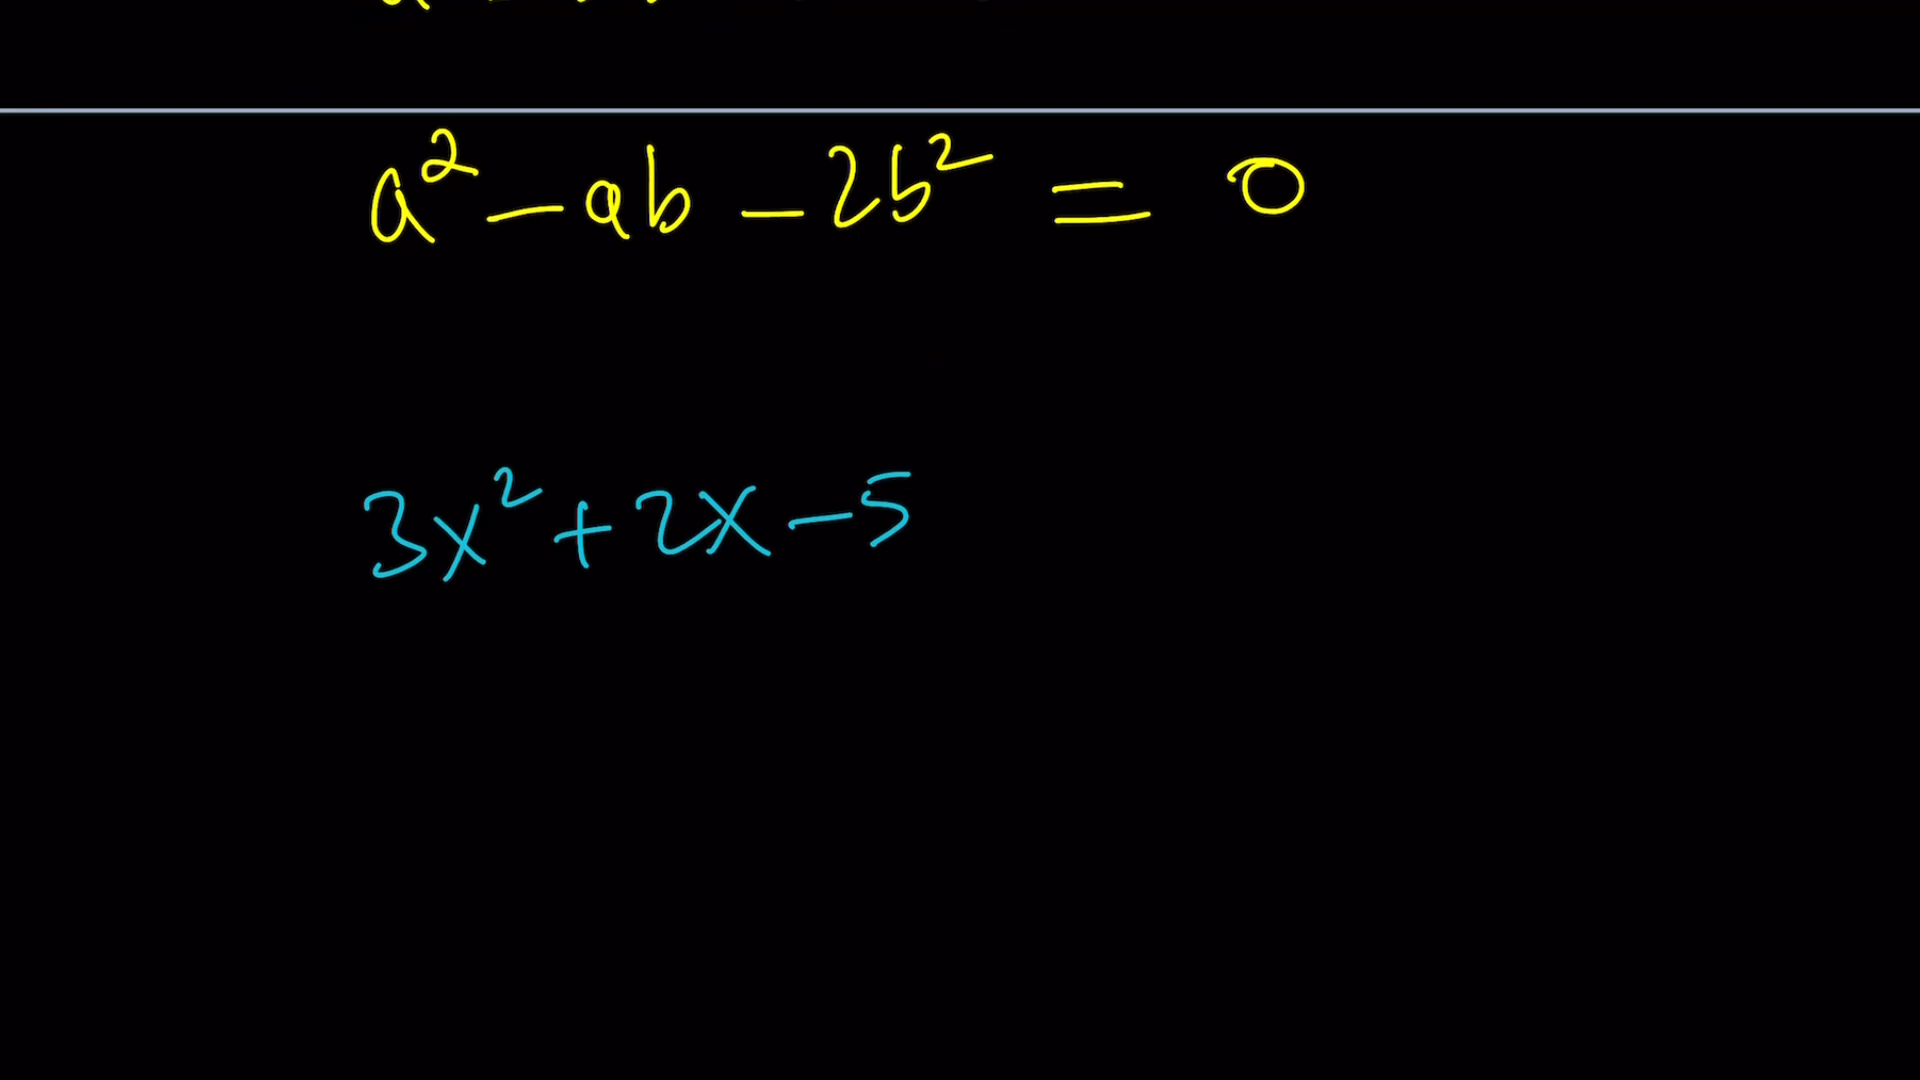 a² - ab - 2b² = 0
3x² + 2x - 5